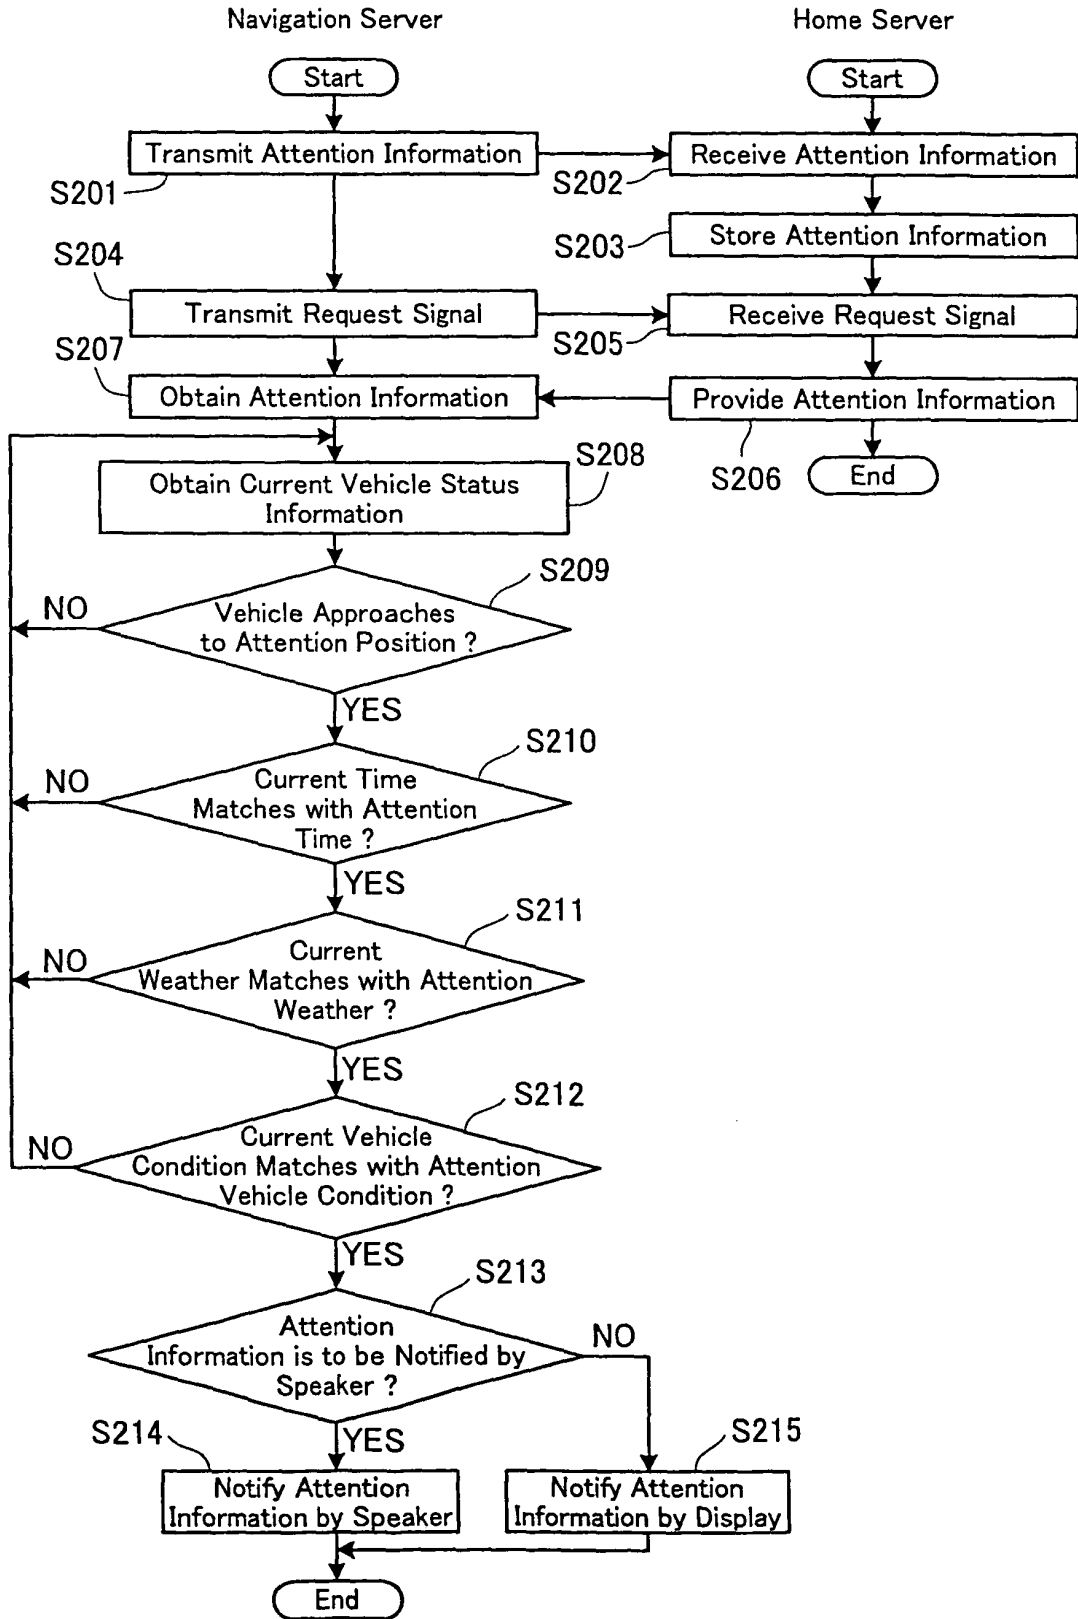 Navigation Server
Home Server
Start
Start
Transmit Attention Information
Receive Attention Information
S201
S202
Store Attention Information
S203
S204
Transmit Request Signal
Receive Request Signal
S205
S207
Obtain Attention Information
Provide Attention Information
S206
End
S208
Obtain Current Vehicle Status
Information
S209
NO
Vehicle Approaches
to Attention Position ?
YES
S210
NO
Current Time
Matches with Attention
Time ?
YES
S211
NO
Current
Weather Matches with Attention
Weather ?
YES
S212
NO
Current Vehicle
Condition Matches with Attention
Vehicle Condition ?
YES
S213
Attention
Information is to be Notified by
Speaker ?
NO
YES
S214
S215
Notify Attention
Information by Speaker
Notify Attention
Information by Display
End